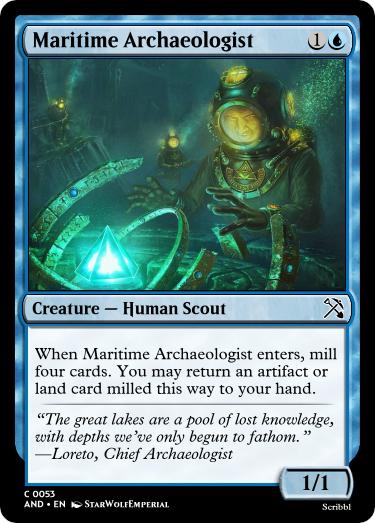 Maritime Archaeologist 1
Creature — Human Scout
When Maritime Archaeologist enters, mill
four cards. You may return an artifact or
land card milled this way to your hand.
“The great lakes are a pool of lost knowledge,
with depths we’ve only begun to fathom.”
—Loreto, Chief Archaeologist
1/1
C 0053
AND • EN StarWolfEmperial
Scribbl